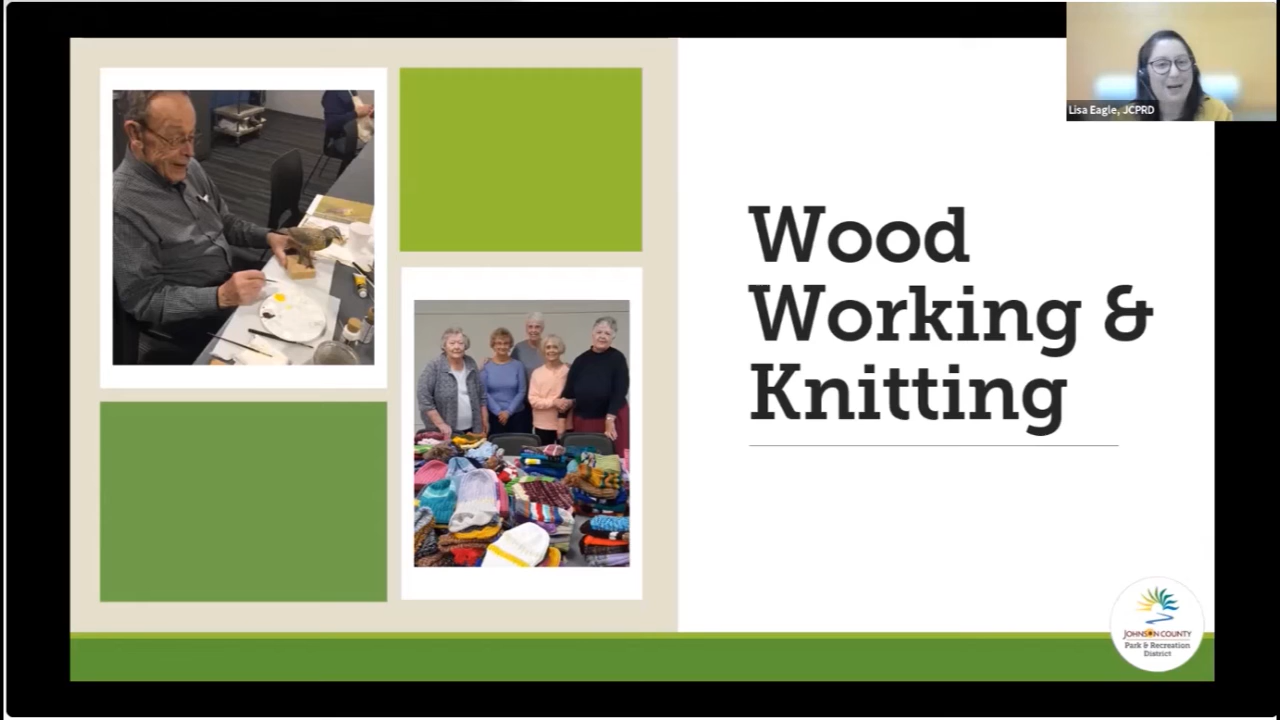 Lisa Eagle, JCPRD
Wood
Working &
Knitting
JOHNSON COUNTY
Park & Recreation
District